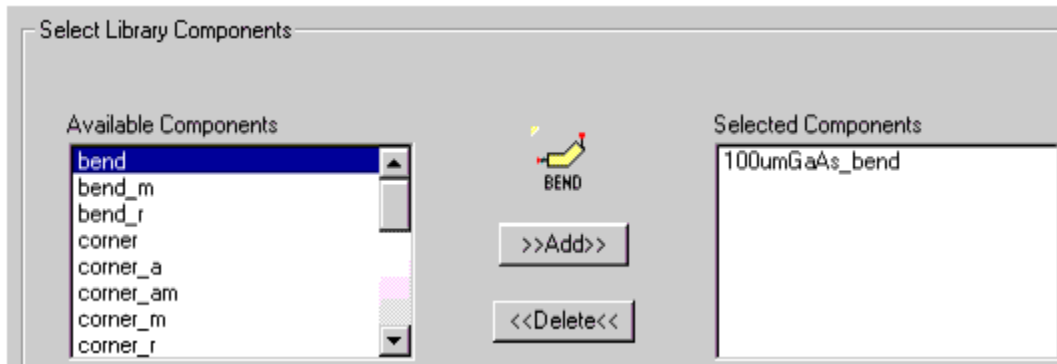 Select Library Components
Available Components
bend
bend_m
bend_r
corner
corner_a
corner_am
corner_m
corner_r
BEND
>>Add>>
<<Delete<<
Selected Components
100umGaAs_bend